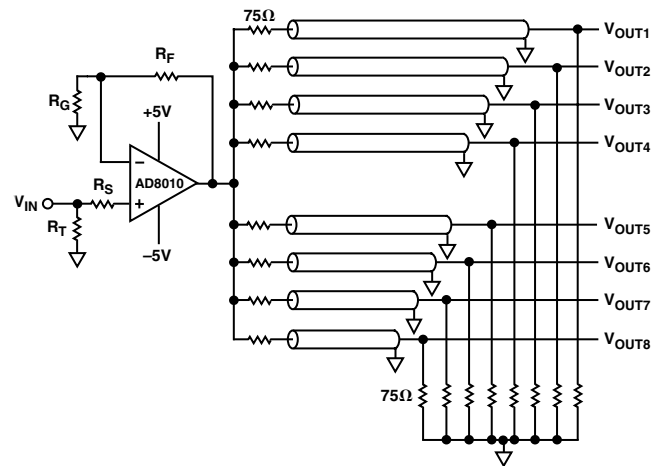 75Ω
V_OUT1
V_OUT2
V_OUT3
V_OUT4
R_F
R_G
+5V
AD8010
−
+
V_IN
R_S
R_T
–5V
V_OUT5
V_OUT6
V_OUT7
V_OUT8
75Ω